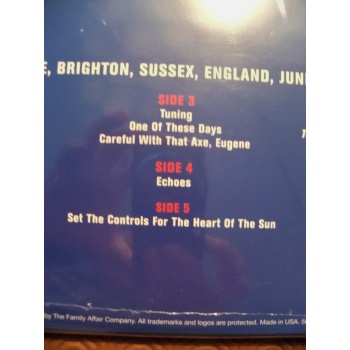 E, BRIGHTON, SUSSEX, ENGLAND, JUN
SIDE 3
Tuning
One Of These Days
Careful With That Axe, Eugene
SIDE 4
Echoes
SIDE 5
Set The Controls For The Heart Of The Sun
by The Family Affair Company. All trademarks and logos are protected. Made in USA.